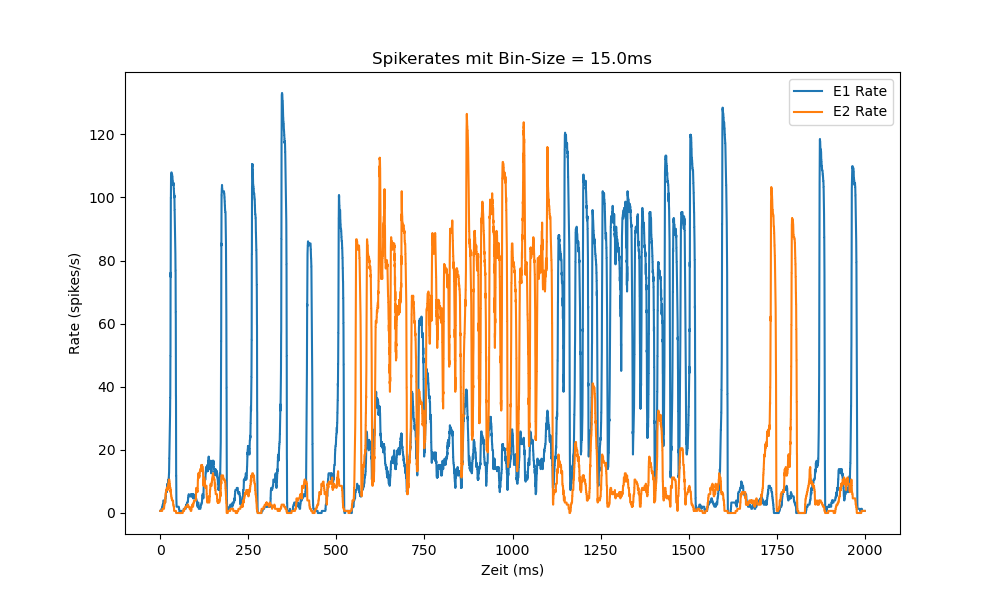 Spikerates mit Bin-Size = 15.0ms
E1 Rate
E2 Rate
Rate (spikes/s)
120
100
80
60
40
20
0
0 250 500 750 1000 1250 1500 1750 2000
Zeit (ms)